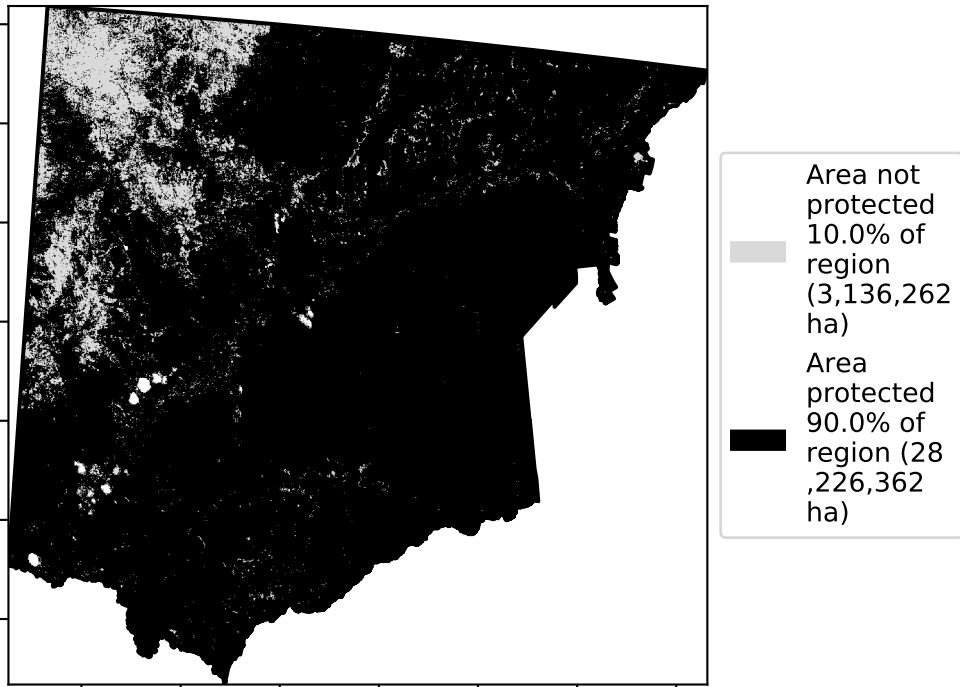 Area not
protected
10.0% of
region
(3,136,262
ha)
Area
protected
90.0% of
region (28
,226,362
ha)